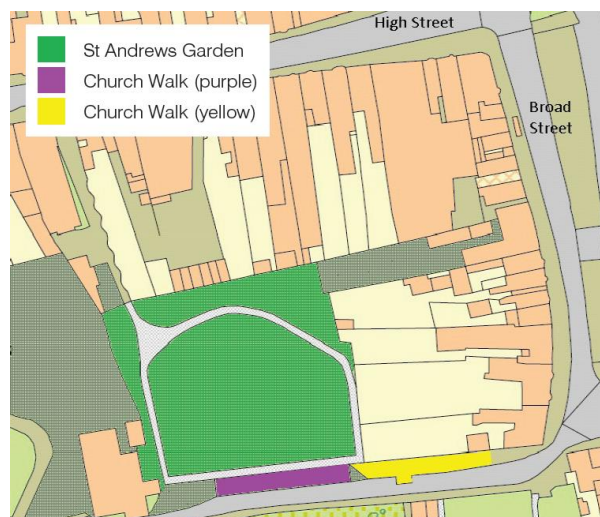 High Street
St Andrews Garden
Church Walk (purple)
Church Walk (yellow)
Broad
Street